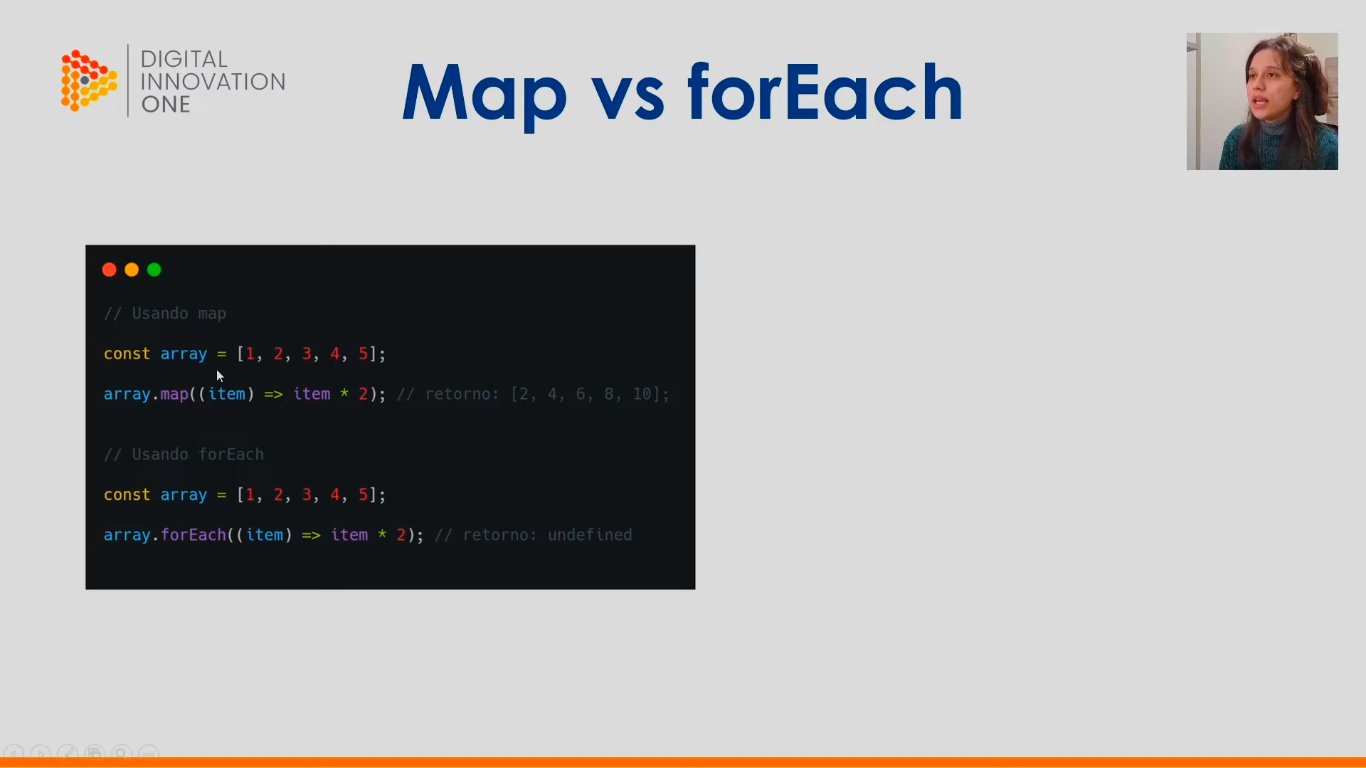 DIGITAL
INNOVATION
ONE
Map vs forEach
// Usando map
const array = [1, 2, 3, 4, 5];
array.map((item) => item * 2); // retorno: [2, 4, 6, 8, 10];
// Usando forEach
const array = [1, 2, 3, 4, 5];
array.forEach((item) => item * 2); // retorno: undefined